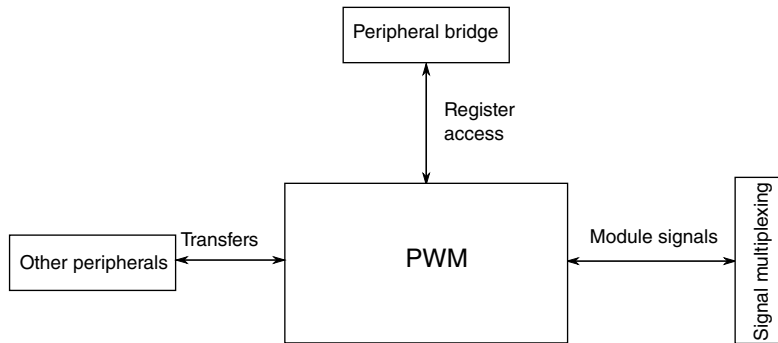 Peripheral bridge
Register
access
Transfers
Other peripherals
PWM
Module signals
Signal multiplexing